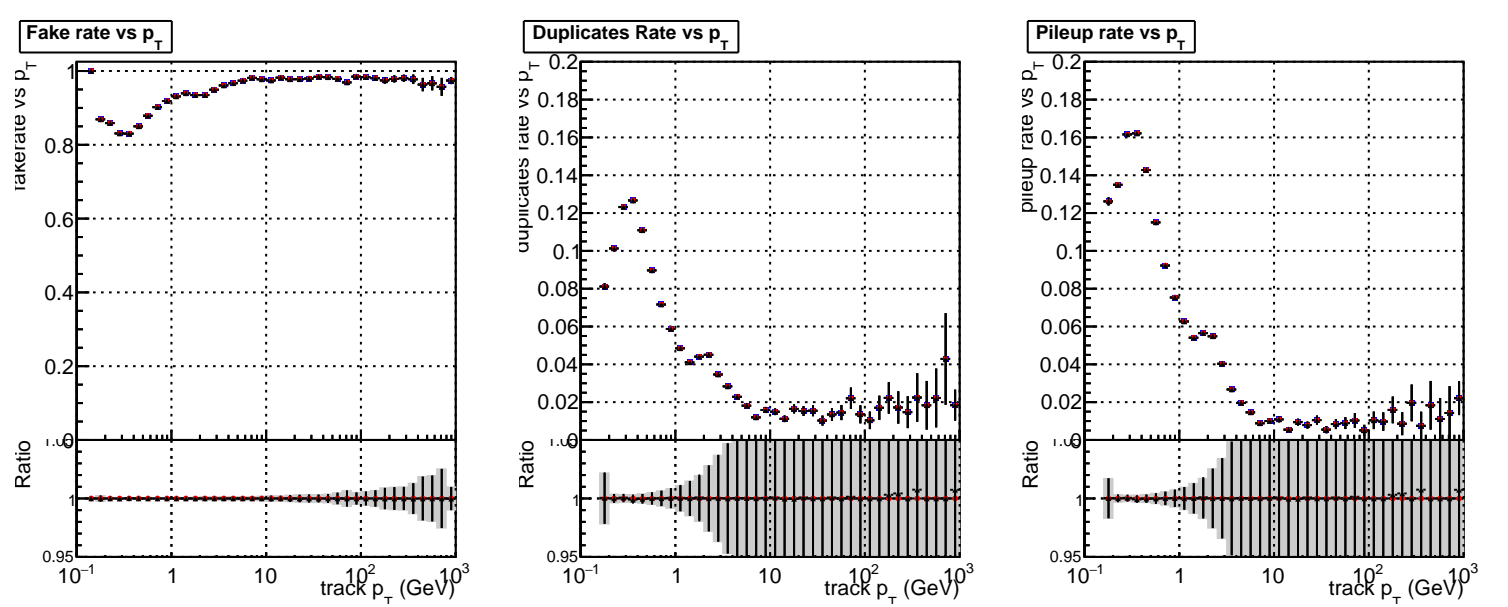 Fake rate vs p_T
fakerate vs p_T
1
0.8
0.6
0.4
0.2
0
Ratio
1
0.95
10^−1 1 10 10^2 10^3
track p_T (GeV)
Duplicates Rate vs p_T
duplicates rate vs p_T
0.2
0.18
0.16
0.14
0.12
0.1
0.08
0.06
0.04
0.02
0
Ratio
1
0.95
10^−1 1 10 10^2 10^3
track p_T (GeV)
Pileup rate vs p_T
pileup rate vs p_T
0.2
0.18
0.16
0.14
0.12
0.1
0.08
0.06
0.04
0.02
0
Ratio
1
0.95
10^−1 1 10 10^2 10^3
track p_T (GeV)